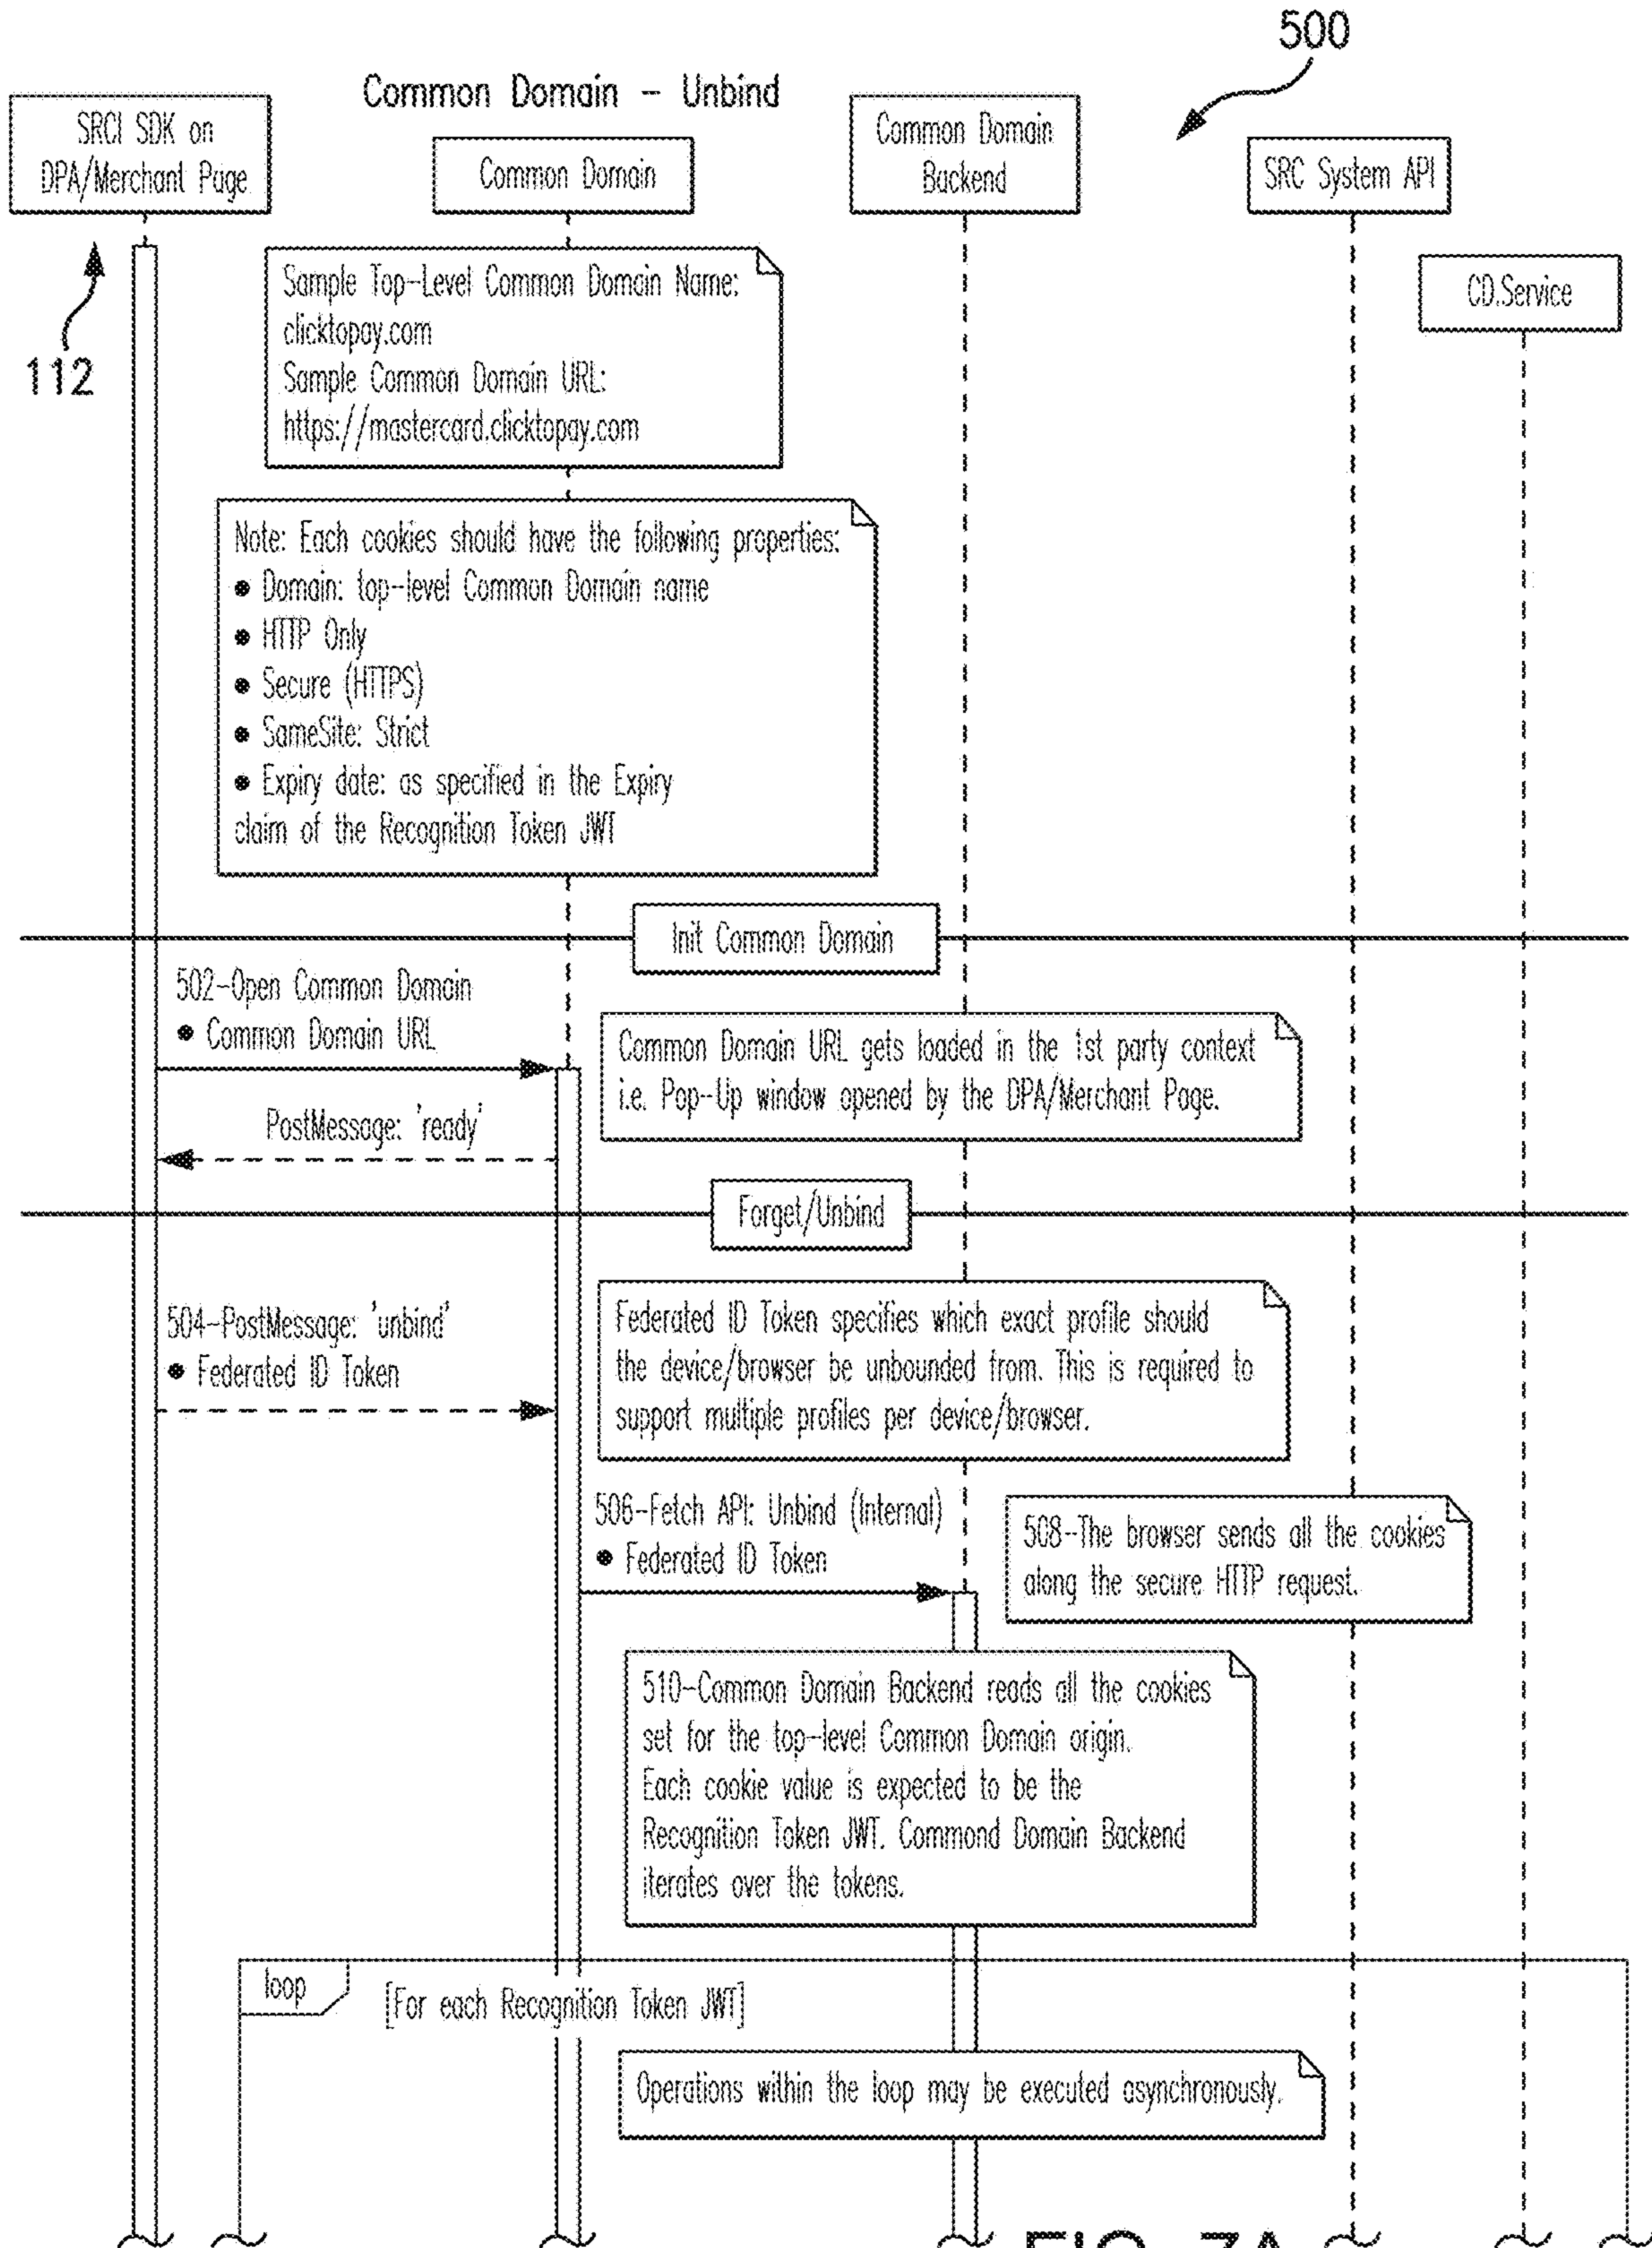 500
Common Domain - Unbind
SRCI SDK on
DPA/Merchant Page
Common Domain
Common Domain
Backend
SRC System API
CD.Service
112
Sample Top-Level Common Domain Name:
clicktopay.com
Sample Common Domain URL:
https://mastercard.clicktopay.com
Note: Each cookies should have the following properties:
• Domain: top-level Common Domain name
• HTTP Only
• Secure (HTTPS)
• SameSite: Strict
• Expiry date: as specified in the Expiry
claim of the Recognition Token JWT
Init Common Domain
502-Open Common Domain
• Common Domain URL
Common Domain URL gets loaded in the 1st party context
i.e. Pop-Up window opened by the DPA/Merchant Page.
PostMessage: 'ready'
Forget/Unbind
504-PostMessage: 'unbind'
• Federated ID Token
Federated ID Token specifies which exact profile should
the device/browser be unbounded from. This is required to
support multiple profiles per device/browser.
506-Fetch API: Unbind (Internal)
• Federated ID Token
508-The browser sends all the cookies
along the secure HTTP request.
510-Common Domain Backend reads all the cookies
set for the top-level Common Domain origin.
Each cookie value is expected to be the
Recognition Token JWT. Commond Domain Backend
iterates over the tokens.
loop
[For each Recognition Token JWT]
Operations within the loop may be executed asynchronously.
FIG. 7A